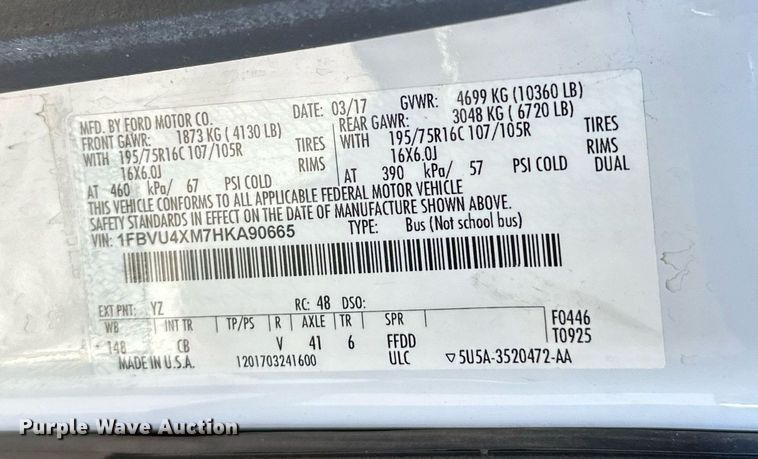 MFD. BY FORD MOTOR CO.
DATE: 03/17
GVWR: 4699 KG (10360 LB)
FRONT GAWR: 1873 KG (4130 LB)
REAR GAWR: 3048 KG (6720 LB)
WITH 195/75R16C 107/105R TIRES
WITH 195/75R16C 107/105R TIRES
16X6.0J RIMS
16X6.0J RIMS
AT 460 kPa/ 67 PSI COLD
AT 390 kPa/ 57 PSI COLD DUAL
THIS VEHICLE CONFORMS TO ALL APPLICABLE FEDERAL MOTOR VEHICLE
SAFETY STANDARDS IN EFFECT ON THE DATE OF MANUFACTURE SHOWN ABOVE.
VIN: 1FBVU4XM7HKA90665
TYPE: Bus (Not school bus)
EXT PNT: YZ RC: 48 DSO:
WB INT TR TP/PS R AXLE TR SPR F0446
148 CB V 41 6 FFDD T0925
MADE IN U.S.A. 1201703241600 ULC ▽5U5A-3520472-AA
Purple Wave Auction